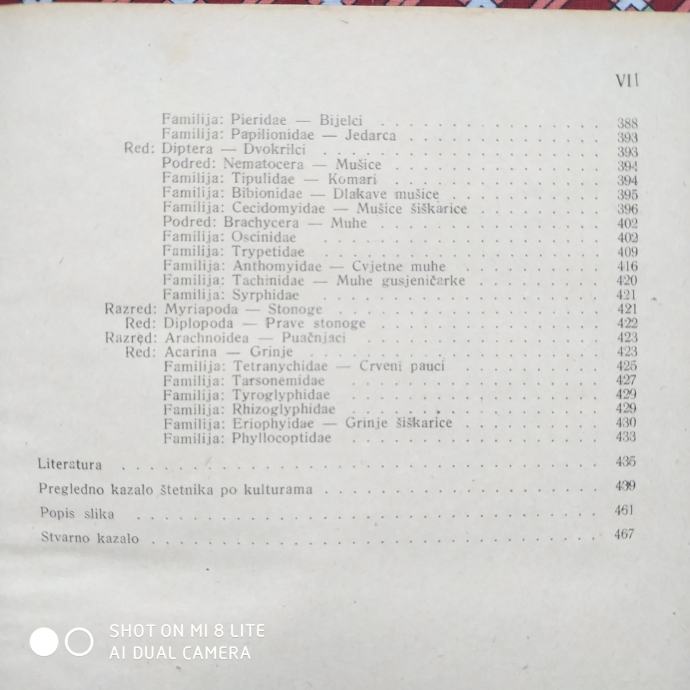 VII
Familija: Pieridae — Bijelci . . . . . . . . . . . . . . . . 388
Familija: Papilionidae — Jedarca . . . . . . . . . . . . . . 393
Red: Diptera — Dvokrilci . . . . . . . . . . . . . . . . . . 393
Podred: Nematocera — Mušice . . . . . . . . . . . . . . . 394
Familija: Tipulidae — Komari . . . . . . . . . . . . . . . 394
Familija: Bibionidae — Dlakave mušice . . . . . . . . . . . 395
Familija: Cecidomyidae — Mušice šiškarice . . . . . . . . . 396
Podred: Brachycera — Muhe . . . . . . . . . . . . . . . . 402
Familija: Oscinidae . . . . . . . . . . . . . . . . . . . 402
Familija: Trypetidae . . . . . . . . . . . . . . . . . . . 409
Familija: Anthomyidae — Cvjetne muhe . . . . . . . . . . . 416
Familija: Tachinidae — Muhe gusjeničarke . . . . . . . . . 420
Familija: Syrphidae . . . . . . . . . . . . . . . . . . . 421
Razred: Myriapoda — Stonoge . . . . . . . . . . . . . . . . 421
Red: Diplopoda — Prave stonoge . . . . . . . . . . . . . . 422
Razred: Arachnoidea — Puačnjaci . . . . . . . . . . . . . . 423
Red: Acarina — Grinje . . . . . . . . . . . . . . . . . . . 423
Familija: Tetranychidae — Crveni pauci . . . . . . . . . . 425
Familija: Tarsonemidae . . . . . . . . . . . . . . . . . . 427
Familija: Tyroglyphidae . . . . . . . . . . . . . . . . . 429
Familija: Rhizoglyphidae . . . . . . . . . . . . . . . . . 429
Familija: Eriophyidae — Grinje šiškarice . . . . . . . . . 430
Familija: Phyllocoptidae . . . . . . . . . . . . . . . . . 433
Literatura . . . . . . . . . . . . . . . . . . . . . . . . 435
Pregledno kazalo štetnika po kulturama . . . . . . . . . . . 439
Popis slika . . . . . . . . . . . . . . . . . . . . . . . . 461
Stvarno kazalo . . . . . . . . . . . . . . . . . . . . . . 467
SHOT ON MI 8 LITE
AI DUAL CAMERA